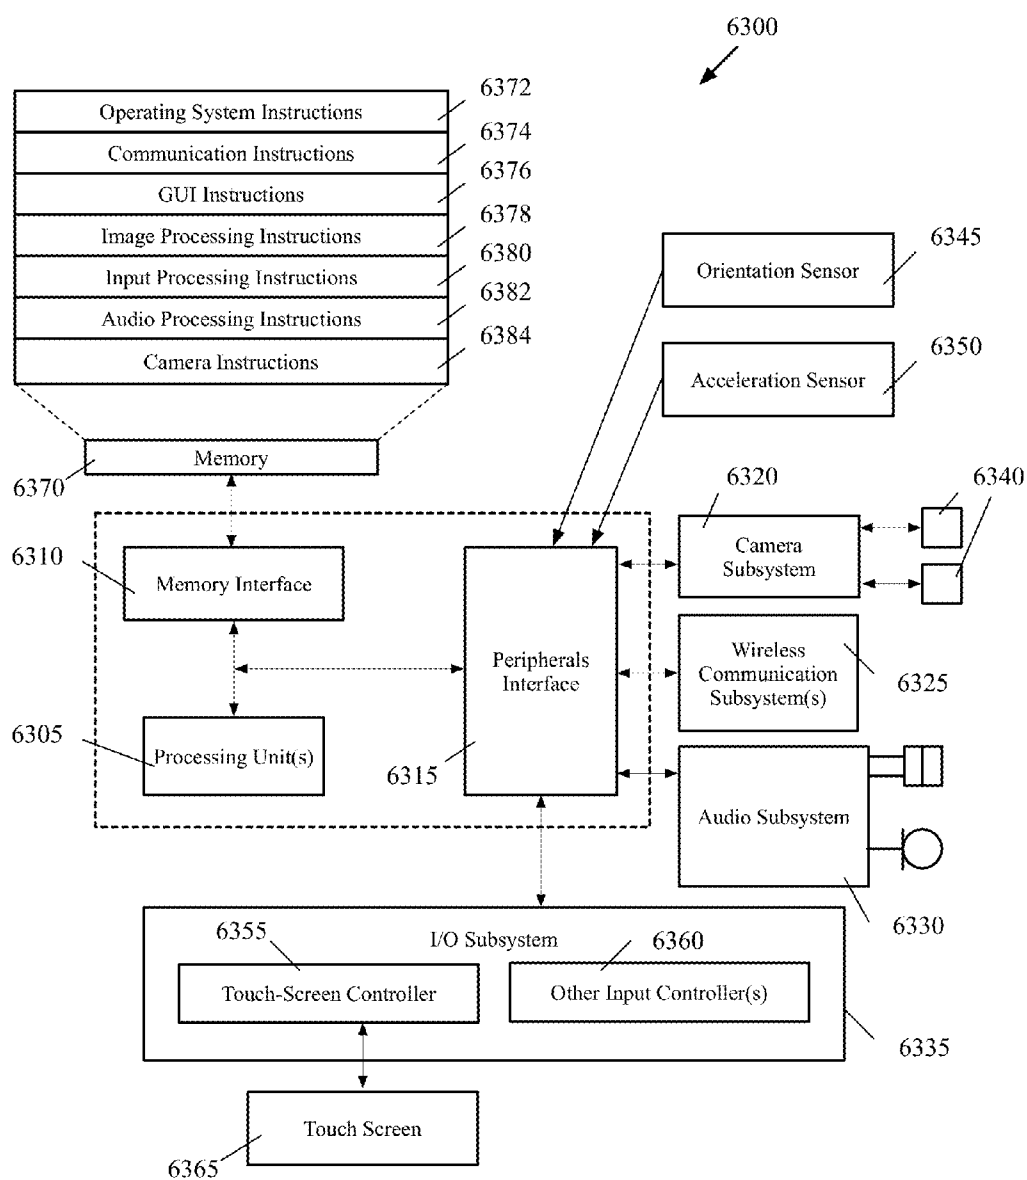 6300
6372
Operating System Instructions
6374
Communication Instructions
6376
GUI Instructions
6378
Image Processing Instructions
6380
Input Processing Instructions
6382
Audio Processing Instructions
6384
Camera Instructions
6345
Orientation Sensor
6350
Acceleration Sensor
Memory
6370
6320
6340
Camera
Subsystem
6310
Memory Interface
Peripherals
Interface
Wireless
Communication
Subsystem(s)
6325
6305
Processing Unit(s)
6315
Audio Subsystem
6330
6355
I/O Subsystem
6360
Touch-Screen Controller
Other Input Controller(s)
6335
Touch Screen
6365